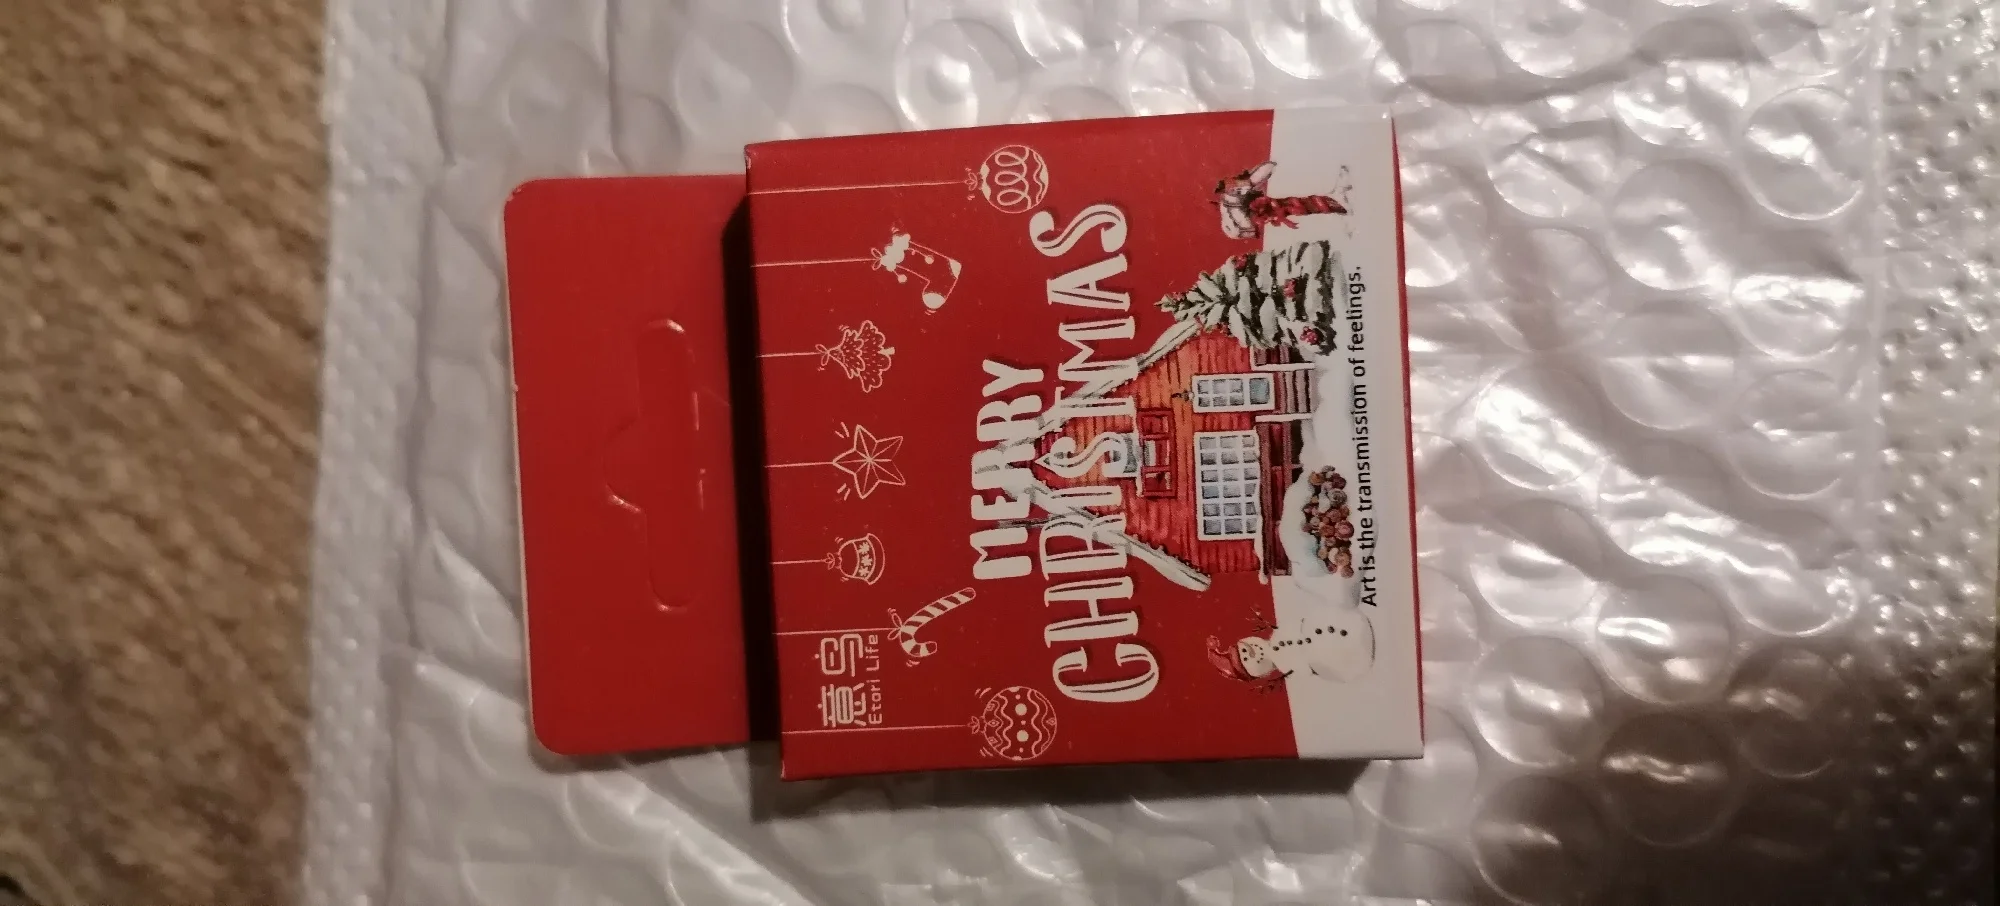 意鸟
Etori Life
MERRY
CHRISTMAS
Art is the transmission of feelings.